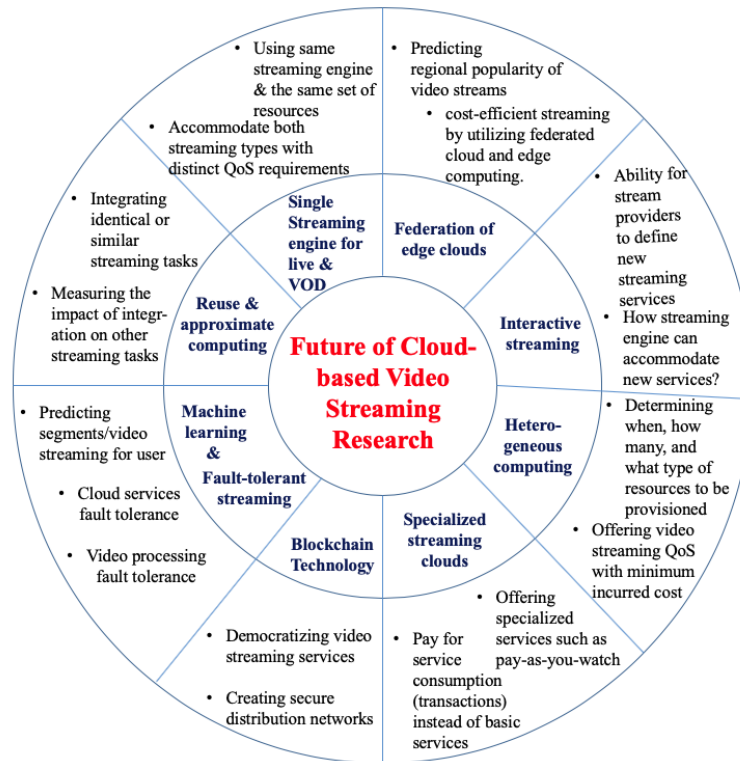 Future of Cloud-
based Video
Streaming
Research
Single
Streaming
engine for
live &
VOD
• Using same
streaming engine
& the same set of
resources
• Accommodate both
streaming types with
distinct QoS requirements
Federation of
edge clouds
• Predicting
regional popularity of
video streams
• cost-efficient streaming
by utilizing federated
cloud and edge
computing.
Interactive
streaming
• Ability for
stream
providers
to define
new
streaming
services
• How streaming
engine can
accommodate
new services?
Hetero-
geneous
computing
• Determining
when, how
many, and
what type of
resources to be
provisioned
• Offering video
streaming QoS
with minimum
incurred cost
Specialized
streaming
clouds
• Offering
specialized
services such as
pay-as-you-watch
• Pay for
service
consumption
(transactions)
instead of basic
services
Blockchain
Technology
• Democratizing video
streaming services
• Creating secure
distribution networks
Machine
learning
&
Fault-tolerant
streaming
• Predicting
segments/video
streaming for user
• Cloud services
fault tolerance
• Video processing
fault tolerance
Reuse &
approximate
computing
• Integrating
identical or
similar
streaming tasks
• Measuring the
impact of integr-
ation on other
streaming tasks